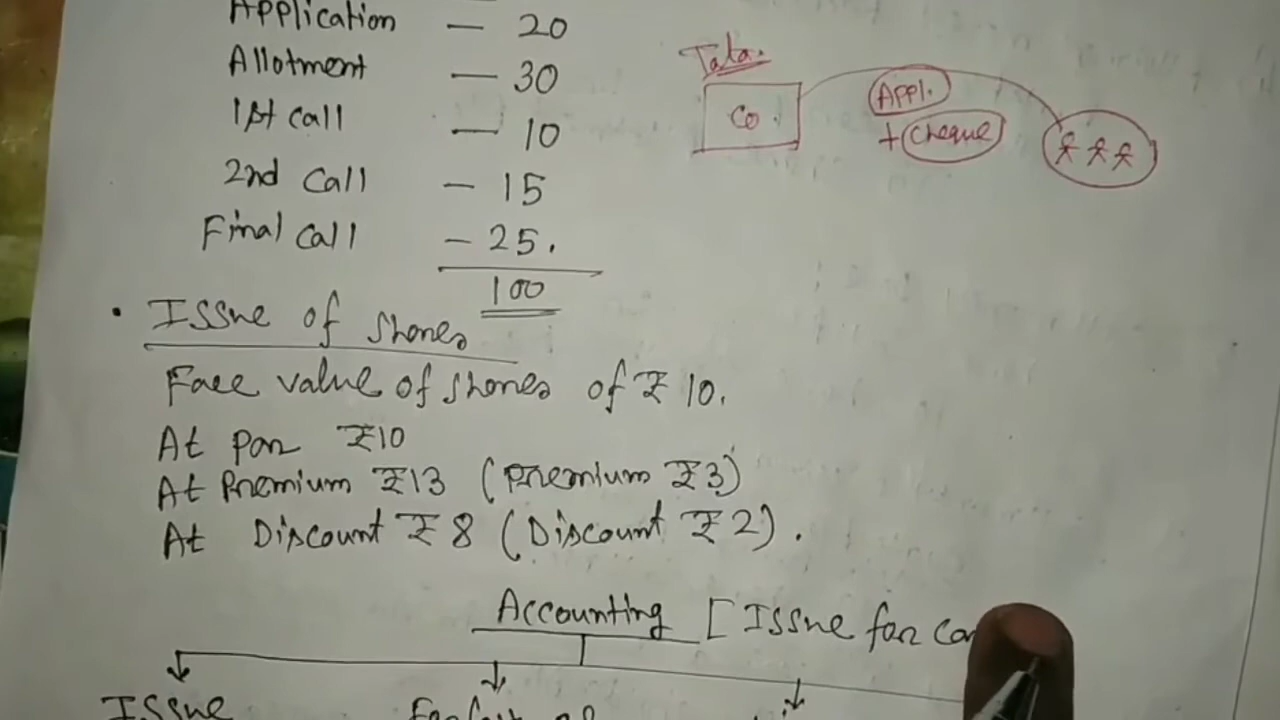 Application — 20
Allotment — 30
1st call — 10
2nd Call — 15
Final call — 25.
100
Tata.
Co.
Appl.
+ cheque
• Issue of shares
Face value of shares of ₹10.
At par ₹10
At Premium ₹13 (Premium ₹3)
At Discount ₹8 (Discount ₹2).
Accounting [Issue for
Issue